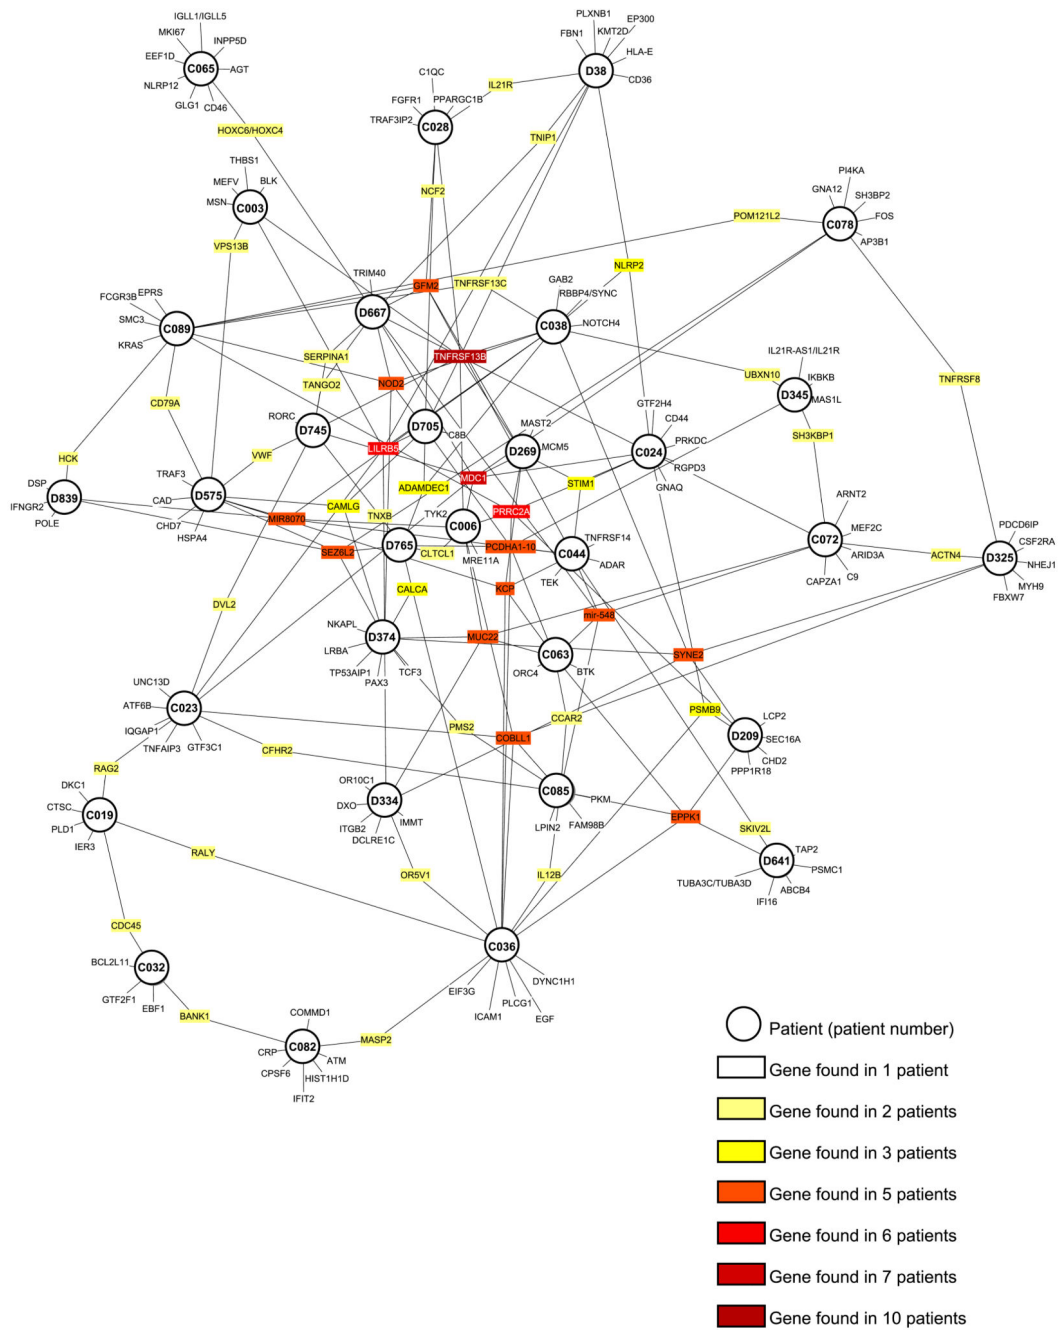 IGLL1/IGLL5
MKI67
INPP5D
EEF1D
C065
AGT
NLRP12
GLG1
CD46
PLXNB1
EP300
FBN1
KMT2D
HLA-E
D38
CD36
C1QC
IL21R
FGFR1
PPARGC1B
TRAF3IP2
C028
HOXC6/HOXC4
TNIP1
THBS1
MEFV
BLK
MSN
C003
NCF2
PI4KA
GNA12
SH3BP2
POM121L2
FOS
C078
AP3B1
VPS13B
TRIM40
GFM2
TNFRSF13C
NLRP2
GAB2
RBBP4/SYNC
EPRS
FCGR3B
SMC3
C089
KRAS
D667
C038
NOTCH4
SERPINA1
TNFRSF13B
IL21R-AS1/IL21R
TANGO2
NOD2
UBXN10
IKBKB
D345
MAS1L
TNFRSF8
CD79A
RORC
D745
D705
C8B
MAST2
GTF2H4
CD44
SH3KBP1
HCK
VWF
LILRB5
D269
MCM5
C024
PRKDC
RGPD3
GNAQ
DSP
D839
IFNGR2
POLE
TRAF3
D575
CAD
CHD7
HSPA4
ADAMDEC1
MDC1
STIM1
CAMLG
MIR8070
TNXB
TYK2
C006
PRRC2A
ARNT2
MEF2C
C072
ARID3A
C9
CAPZA1
SEZ6L2
D765
CLTCL1
MRE11A
PCDHA1-10
C044
TNFRSF14
ADAR
TEK
ACTN4
PDCD6IP
CSF2RA
D325
NHEJ1
MYH9
FBXW7
CALCA
KCP
DVL2
mir-548
NKAPL
LRBA
D374
TP53AIP1
TCF3
PAX3
MUC22
C063
ORC4
BTK
SYNE2
UNC13D
ATF6B
C023
IQGAP1
TNFAIP3
GTF3C1
PMS2
CCAR2
PSMB9
LCP2
D209
SEC16A
CHD2
PPP1R18
COBLL1
CFHR2
RAG2
DKC1
CTSC
C019
PLD1
IER3
OR10C1
DXO
D334
IMMT
ITGB2
DCLRE1C
C085
PKM
LPIN2
FAM98B
EPPK1
SKIV2L
RALY
OR5V1
IL12B
TAP2
D641
PSMC1
TUBA3C/TUBA3D
ABCB4
IFI16
CDC45
C036
DYNC1H1
EIF3G
PLCG1
ICAM1
EGF
BCL2L11
C032
GTF2F1
EBF1
BANK1
COMMD1
MASP2
C082
CRP
ATM
CPSF6
HIST1H1D
IFIT2
Patient (patient number)
Gene found in 1 patient
Gene found in 2 patients
Gene found in 3 patients
Gene found in 5 patients
Gene found in 6 patients
Gene found in 7 patients
Gene found in 10 patients